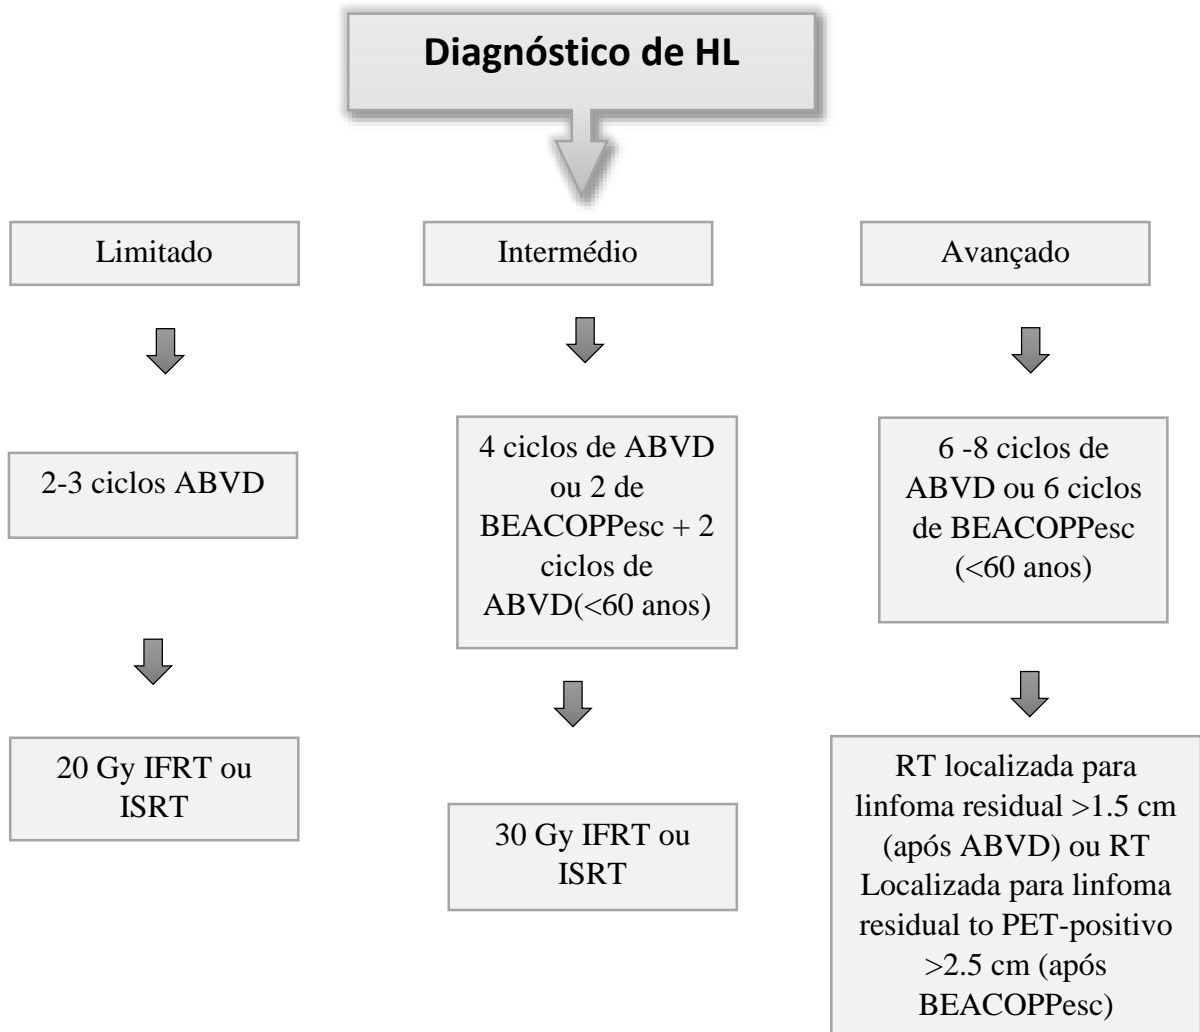 Diagnóstico de HL
Limitado
Intermédio
Avançado
2-3 ciclos ABVD
4 ciclos de ABVD
ou 2 de
BEACOPPesc + 2
ciclos de
ABVD(<60 anos)
6 -8 ciclos de
ABVD ou 6 ciclos
de BEACOPPesc
(<60 anos)
20 Gy IFRT ou
ISRT
30 Gy IFRT ou
ISRT
RT localizada para
linfoma residual >1.5 cm
(após ABVD) ou RT
Localizada para linfoma
residual to PET-positivo
>2.5 cm (após
BEACOPPesc)